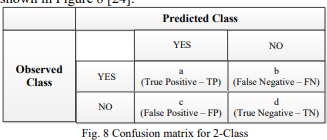 shown in Figure 8 [24].
Predicted Class
YES NO
Observed Class YES a (True Positive – TP) b (False Negative – FN)
NO c (False Positive – FP) d (True Negative – TN)
Fig. 8 Confusion matrix for 2-Class